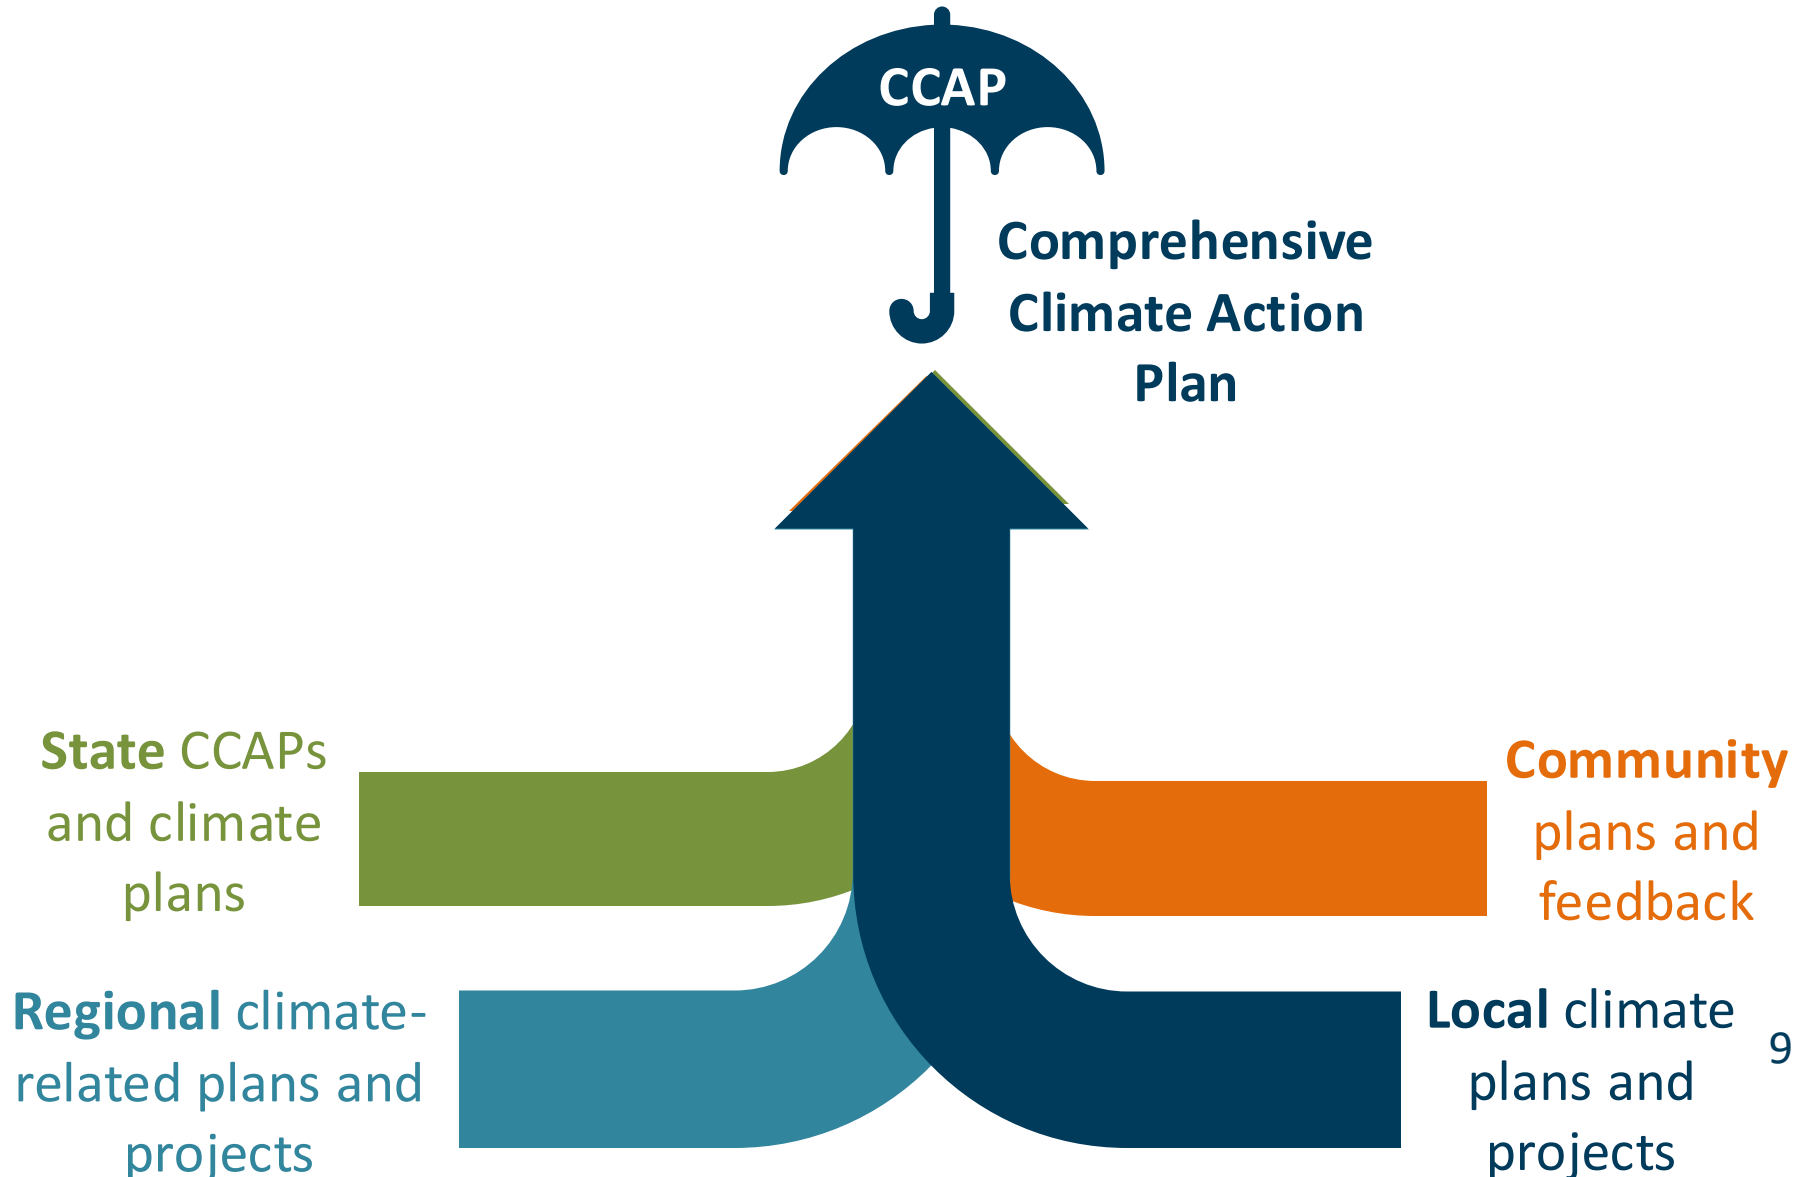 CCAP
Comprehensive
Climate Action
Plan
State CCAPs
and climate
plans
Community
plans and
feedback
Regional climate-
related plans and
projects
Local climate
plans and
projects
9